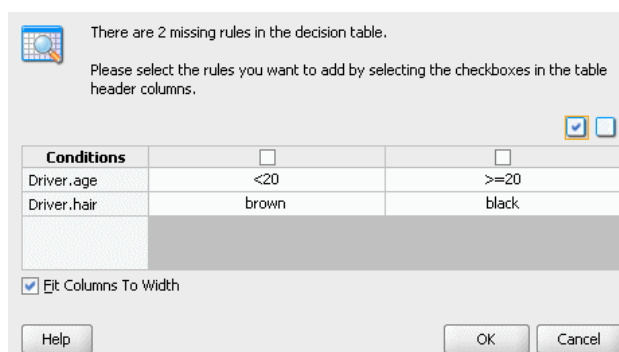 There are 2 missing rules in the decision table.
Please select the rules you want to add by selecting the checkboxes in the table
header columns.
Conditions
Driver.age <20 >=20
Driver.hair brown black
Fit Columns To Width
Help OK Cancel